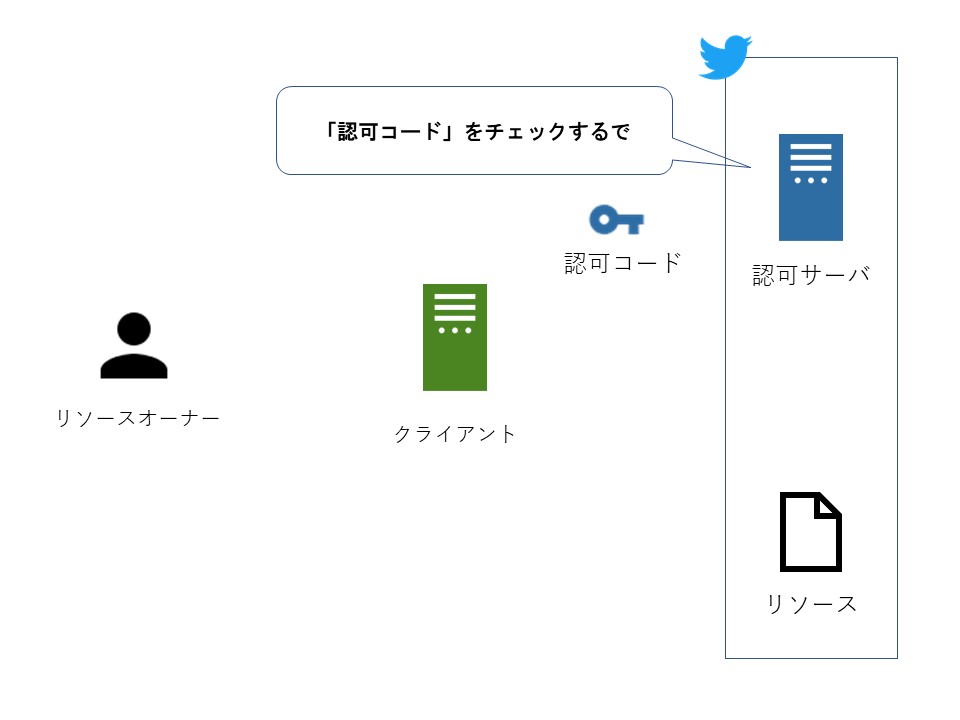 「認可コード」をチェックするで
認可コード
認可サーバ
リソースオーナー
クライアント
リソース